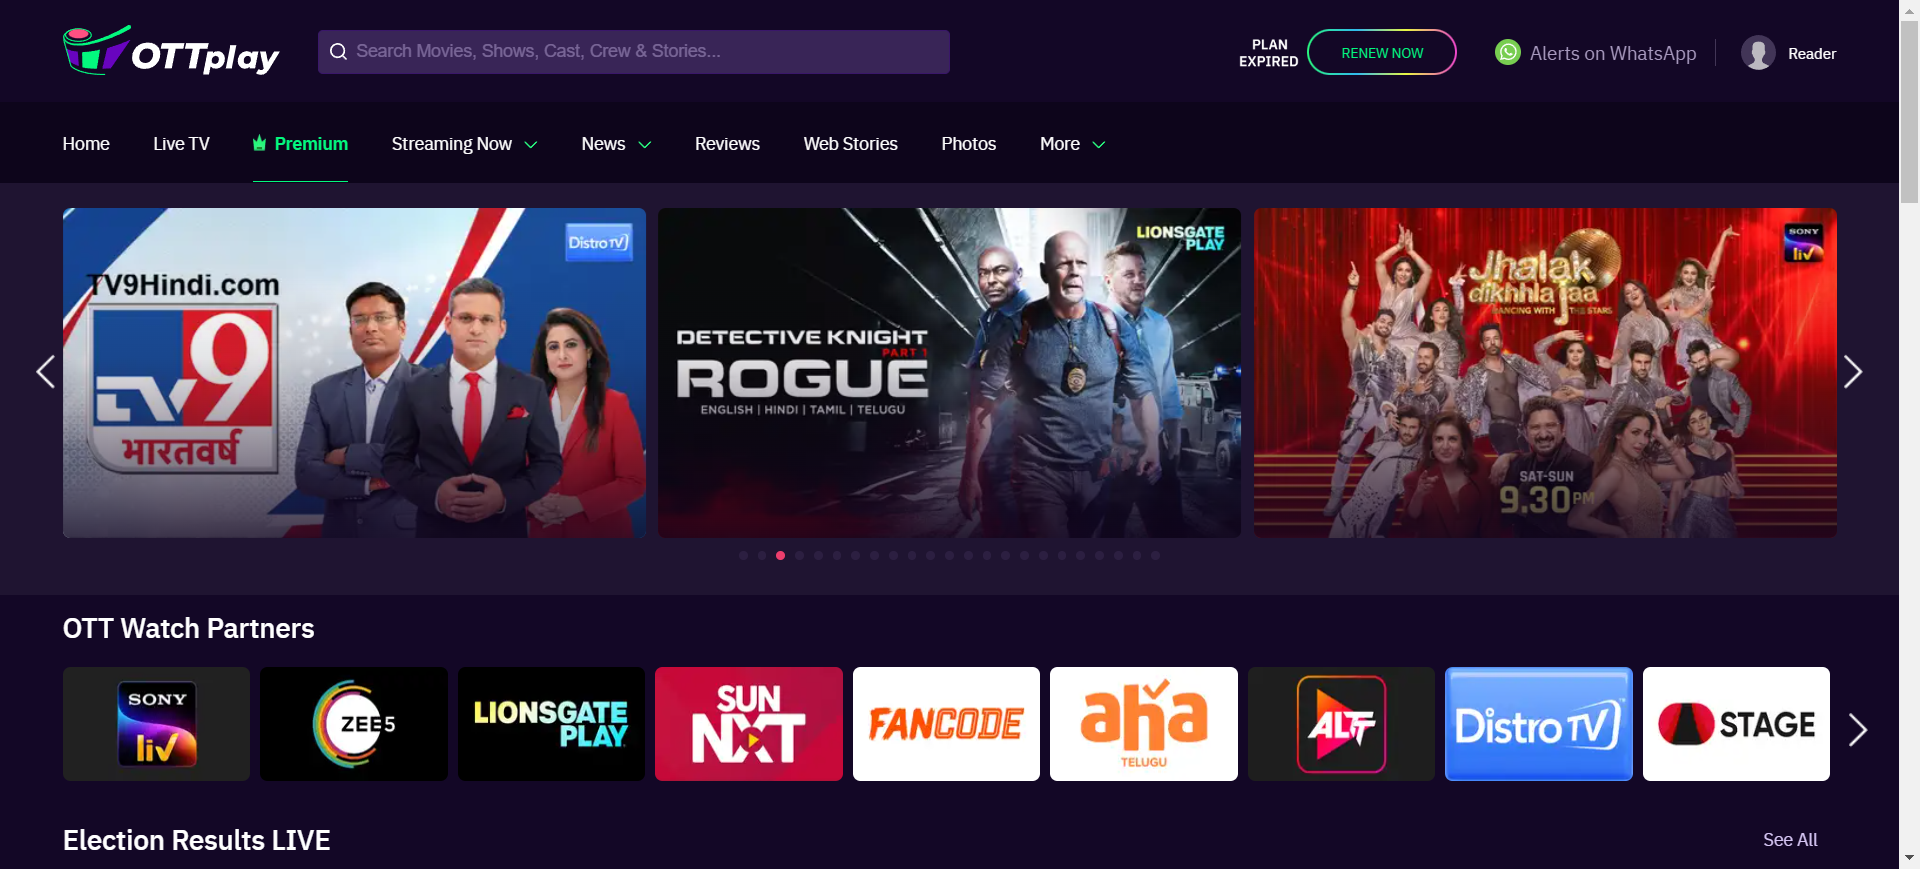 OTTplay
Search Movies, Shows, Cast, Crew & Stories...
PLAN
EXPIRED
RENEW NOW
Alerts on WhatsApp
Reader
Home
Live TV
Premium
Streaming Now
News
Reviews
Web Stories
Photos
More
Distro TV
TV9Hindi.com
TV9
भारतवर्ष
LIONSGATE
PLAY
DETECTIVE KNIGHT
PART 1
ROGUE
ENGLISH | HINDI | TAMIL | TELUGU
SONY
liv
Jhalak
dikhhla jaa
DANCING WITH THE STARS
SAT-SUN
9.30PM
OTT Watch Partners
SONY
liv
ZEE5
LIONSGATE
PLAY
SUN
NXT
FANCODE
aha
TELUGU
ALTT
Distro TV
STAGE
Election Results LIVE
See All